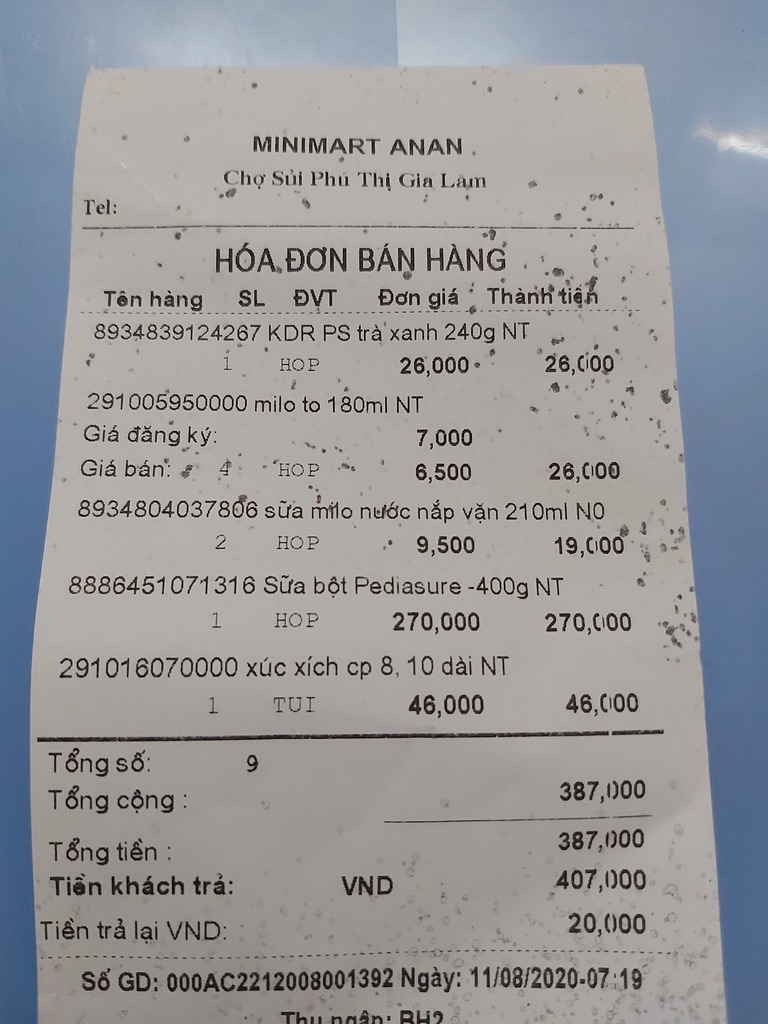 MINIMART ANAN
Chợ Sủi Phú Thị Gia Lâm
Tel:
HÓA ĐƠN BÁN HÀNG
Tên hàng SL ĐVT Đơn giá Thành tiền
8934839124267 KDR PS trà xanh 240g NT
1 HOP 26,000 26,000
291005950000 milo to 180ml NT
Giá đăng ký: 7,000
Giá bán: 4 HOP 6,500 26,000
8934804037806 sữa milo nước nắp vặn 210ml N0
2 HOP 9,500 19,000
8886451071316 Sữa bột Pediasure -400g NT
1 HOP 270,000 270,000
291016070000 xúc xích cp 8, 10 dài NT
1 TUI 46,000 46,000
Tổng số: 9
Tổng cộng : 387,000
Tổng tiền : 387,000
Tiền khách trả: VND 407,000
Tiền trả lại VND: 20,000
Số GD: 000AC2212008001392 Ngày: 11/08/2020-07:19
Thu ngân: BH2